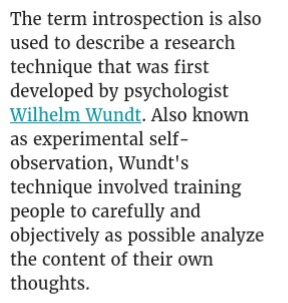 The term introspection is also
used to describe a research
technique that was first
developed by psychologist
Wilhelm Wundt. Also known
as experimental self-
observation, Wundt's
technique involved training
people to carefully and
objectively as possible analyze
the content of their own
thoughts.